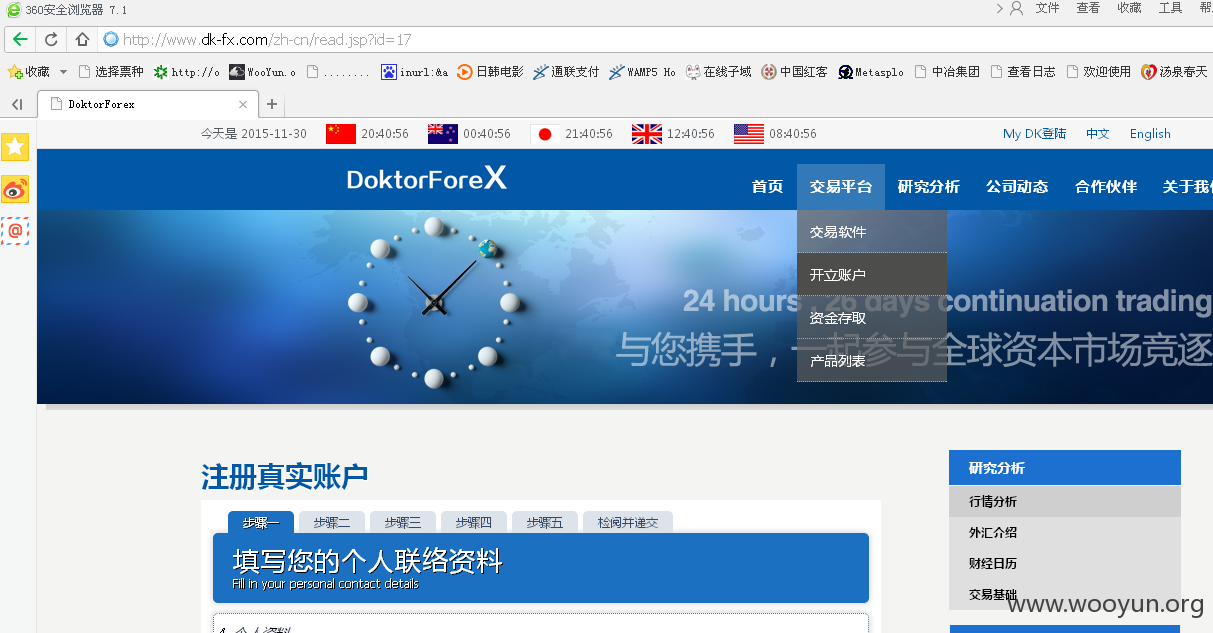 360安全浏览器 7.1
文件 查看 收藏 工具 帮
http://www.dk-fx.com/zh-cn/read.jsp?id=17
收藏 选择票种 http://o WooYun.o ........ inurl:&a 日韩电影 通联支付 WAMP5 Ho 在线子域 中国红客 Metasplo 中冶集团 查看日志 欢迎使用 汤泉春天
DoktorForex
今天是 2015-11-30 20:40:56 00:40:56 21:40:56 12:40:56 08:40:56 My DK登陆 中文 English
DoktorForeX
首页 交易平台 研究分析 公司动态 合作伙伴 关于我们
交易软件
开立账户
资金存取
产品列表
24 hours , 26 days continuation trading
与您携手，一起参与全球资本市场竞逐
注册真实账户
步骤一 步骤二 步骤三 步骤四 步骤五 检阅并递交
填写您的个人联络资料
Fill in your personal contact details
研究分析
行情分析
外汇介绍
财经日历
交易基础
www.wooyun.org